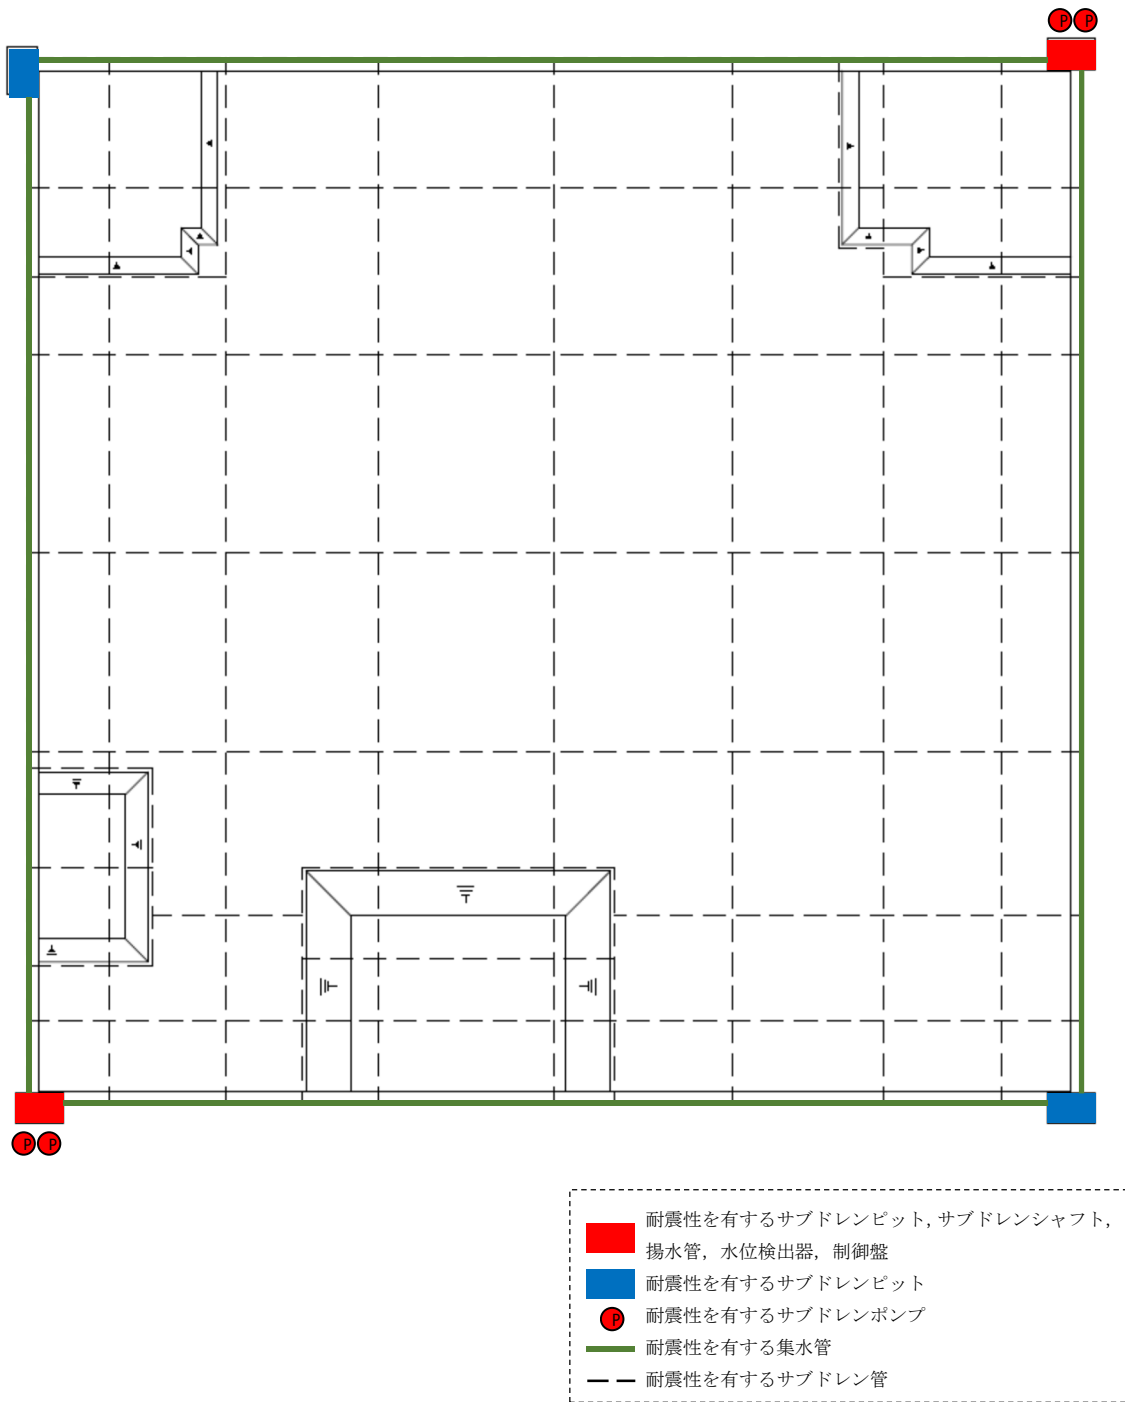 P P
P P
耐震性を有するサブドレンピット，サブドレンシャフト，
揚水管，水位検出器，制御盤
耐震性を有するサブドレンピット
P 耐震性を有するサブドレンポンプ
耐震性を有する集水管
耐震性を有するサブドレン管